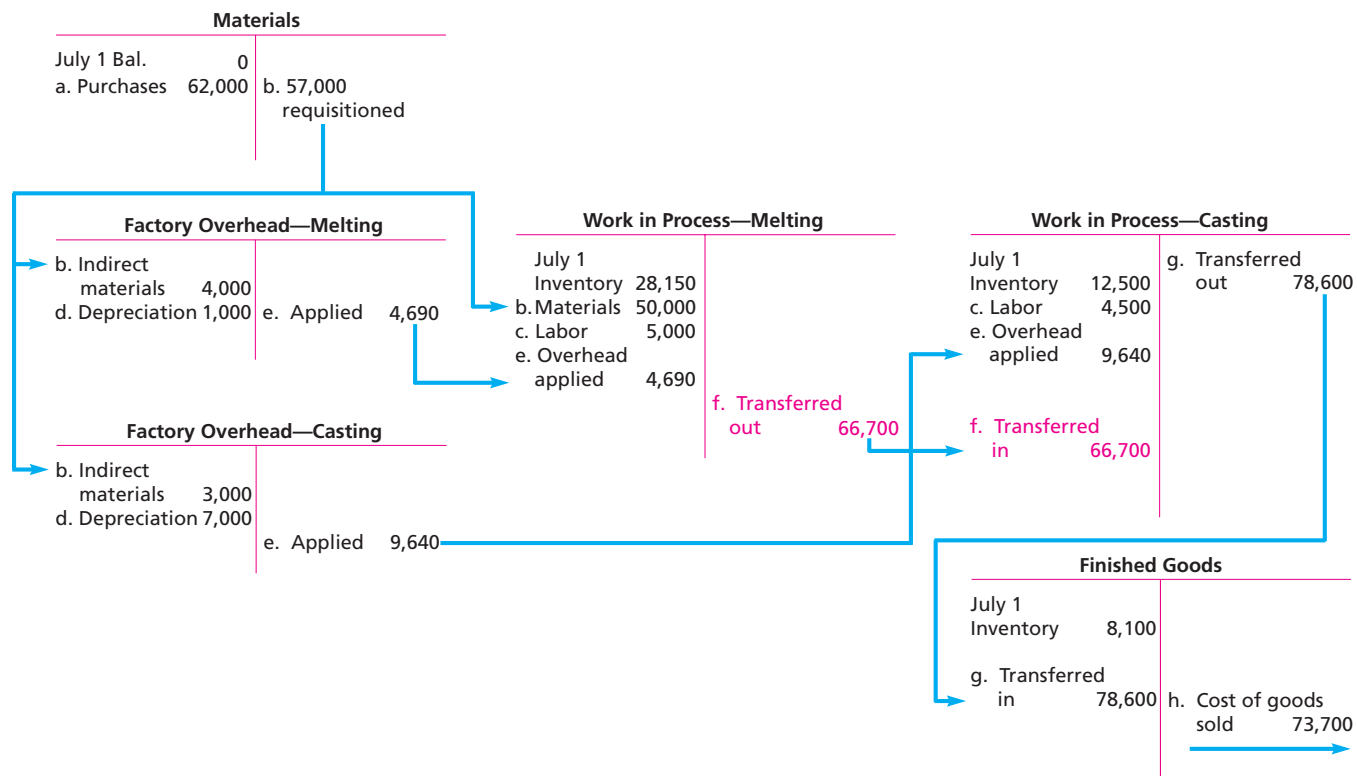 Materials
July 1 Bal. 0
a. Purchases 62,000 b. 57,000
requisitioned
Factory Overhead—Melting
b. Indirect
materials 4,000
d. Depreciation 1,000 e. Applied 4,690
Factory Overhead—Casting
b. Indirect
materials 3,000
d. Depreciation 7,000
e. Applied 9,640
Work in Process—Melting
July 1
Inventory 28,150
b. Materials 50,000
c. Labor 5,000
e. Overhead
applied 4,690
f. Transferred
out 66,700
Work in Process—Casting
July 1
Inventory 12,500
c. Labor 4,500
e. Overhead
applied 9,640
f. Transferred
in 66,700
g. Transferred
out 78,600
Finished Goods
July 1
Inventory 8,100
g. Transferred
in 78,600 h. Cost of goods
sold 73,700